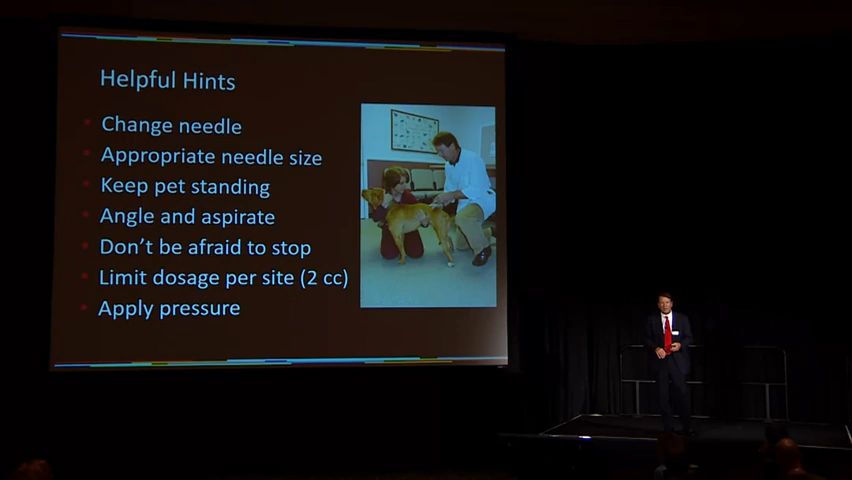 Helpful Hints
Change needle
Appropriate needle size
Keep pet standing
Angle and aspirate
Don't be afraid to stop
Limit dosage per site (2 cc)
Apply pressure